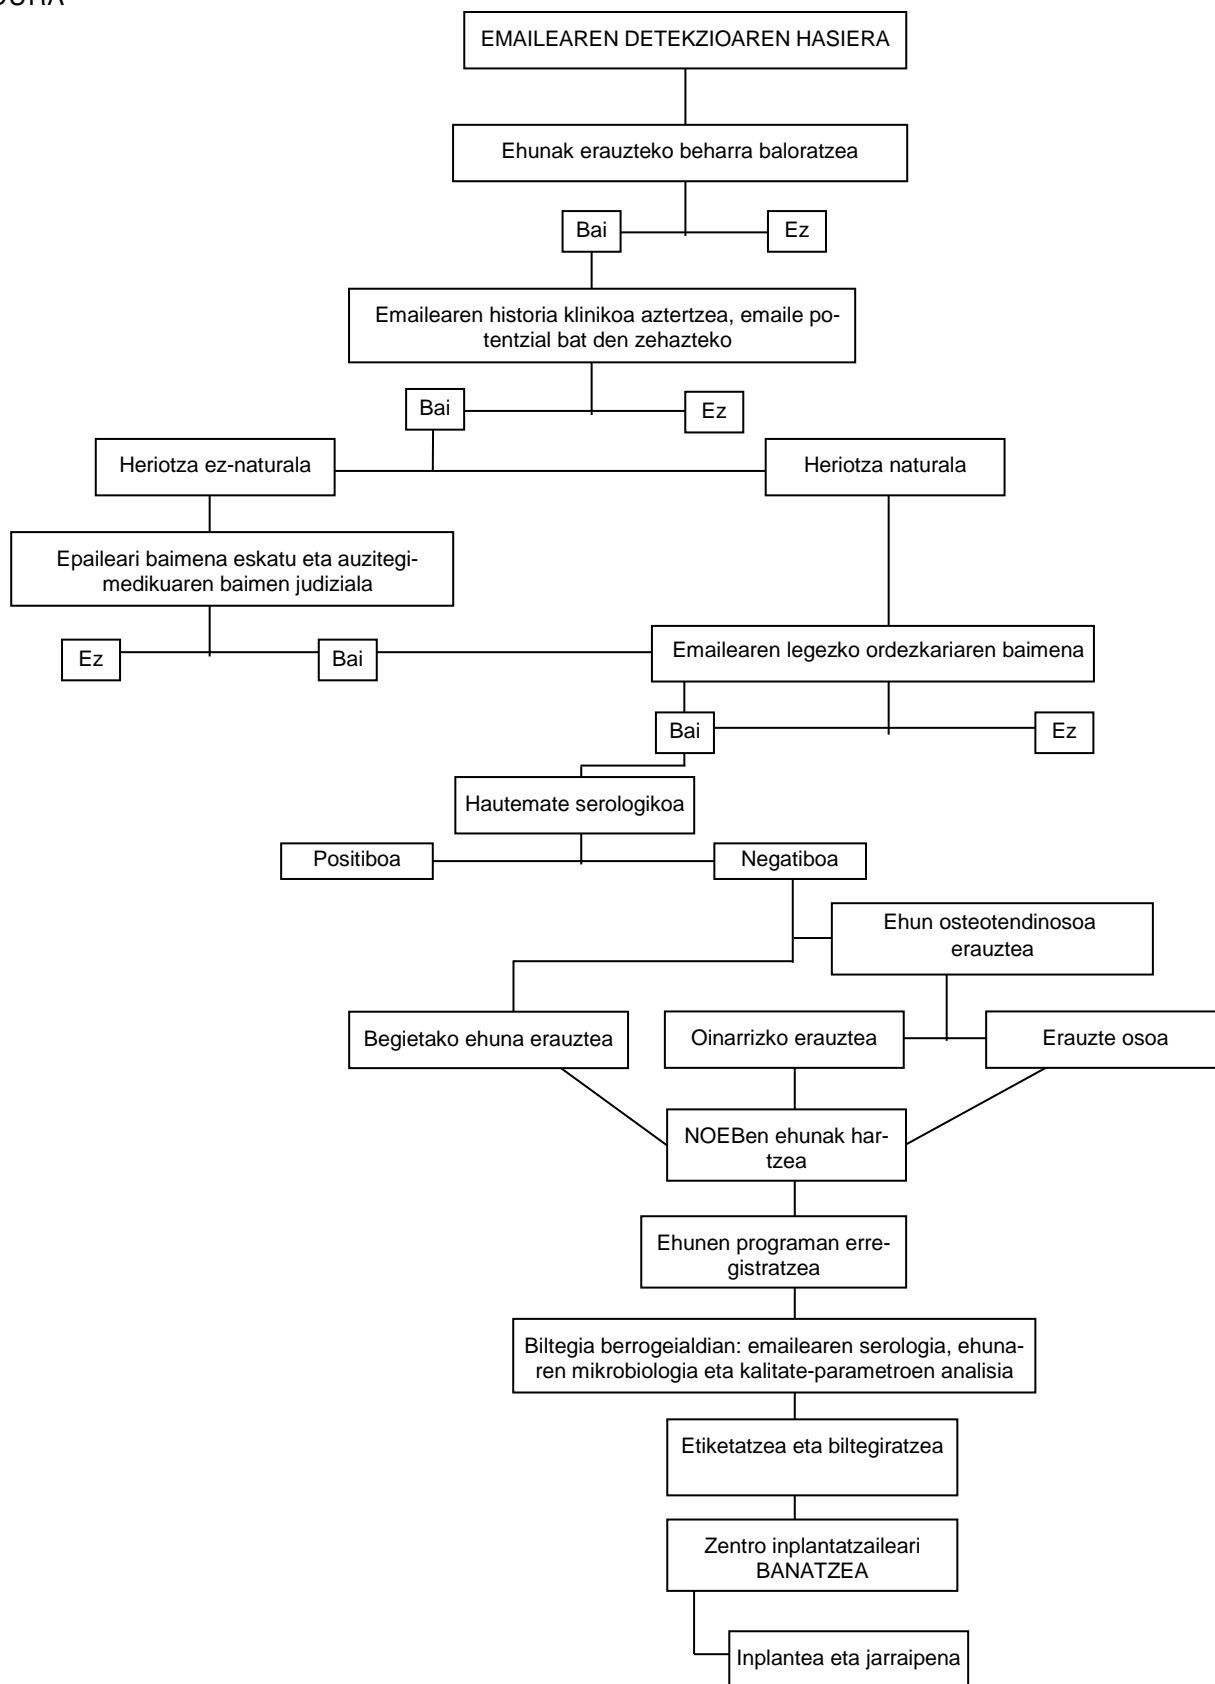 EMAILEAREN DETEKZIOAREN HASIERA
Ehunak erauzteko beharra baloratzea
Bai
Ez
Emailearen historia klinikoa aztertzea, emaile po-
tentzial bat den zehazteko
Bai
Ez
Heriotza ez-naturala
Heriotza naturala
Epaileari baimena eskatu eta auzitegi-
medikuaren baimen judiziala
Ez
Bai
Emailearen legezko ordezkariaren baimena
Bai
Ez
Hautemate serologikoa
Positiboa
Negatiboa
Ehun osteotendinosoa
erauztea
Begietako ehuna erauztea
Oinarrizko erauztea
Erauzte osoa
NOEBen ehunak har-
tzea
Ehunen programan erre-
gistratzea
Biltegia berrogeialdian: emailearen serologia, ehuna-
ren mikrobiologia eta kalitate-parametroen analisia
Etiketatzea eta biltegiratzea
Zentro inplantatzaileari
BANATZEA
Inplantea eta jarraipena